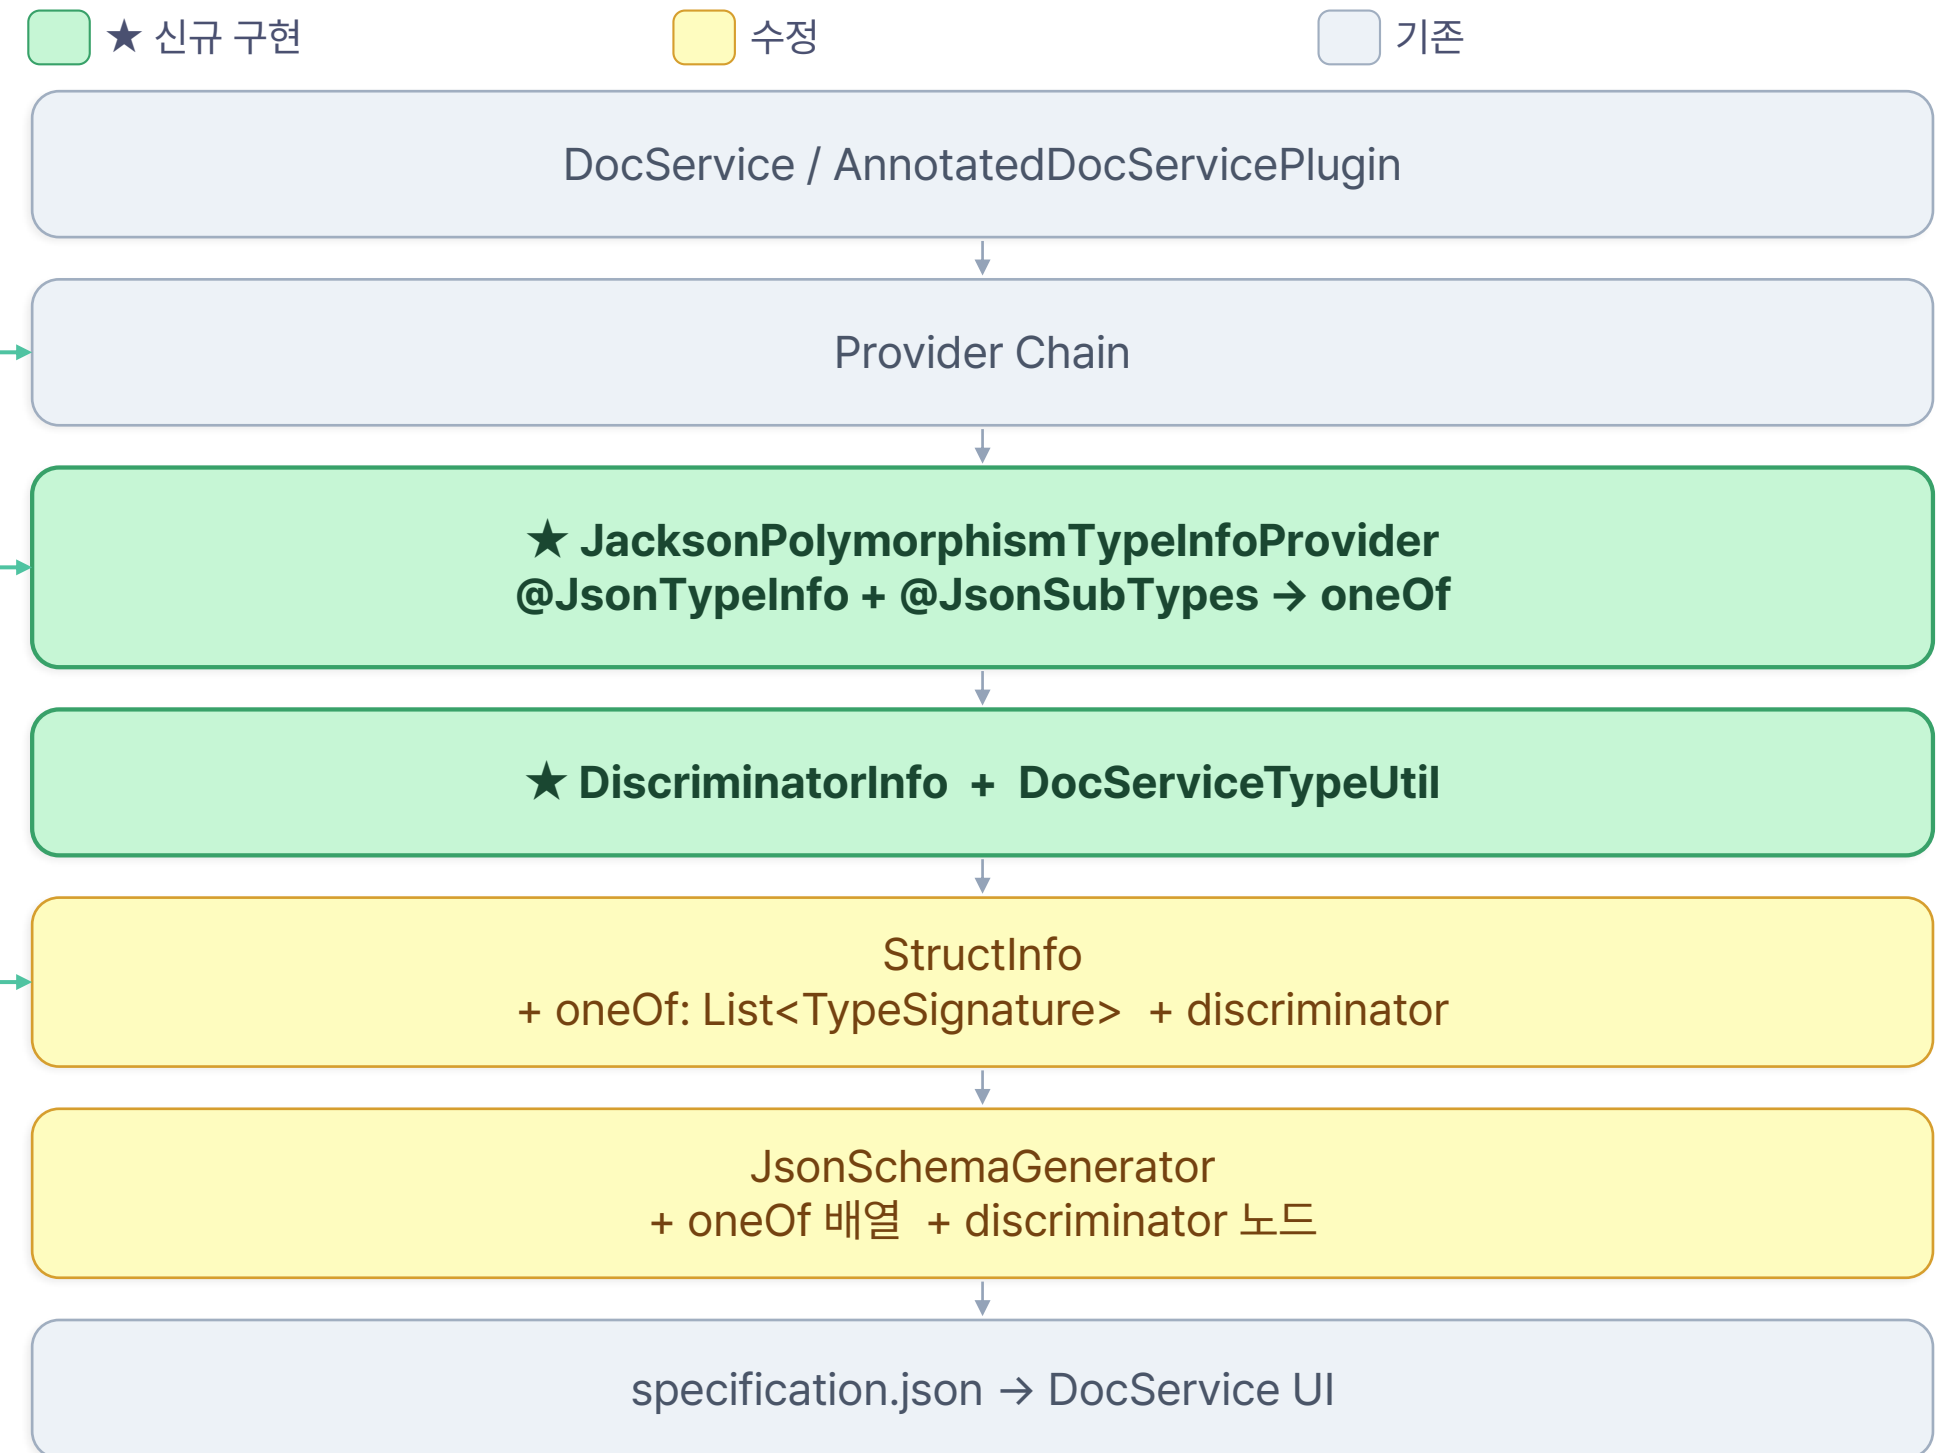 ★ 신규 구현
수정
기존
DocService / AnnotatedDocServicePlugin
Provider Chain
★ JacksonPolymorphismTypeInfoProvider
@JsonTypeInfo + @JsonSubTypes → oneOf
★ DiscriminatorInfo + DocServiceTypeUtil
StructInfo
+ oneOf: List<TypeSignature> + discriminator
JsonSchemaGenerator
+ oneOf 배열 + discriminator 노드
specification.json → DocService UI